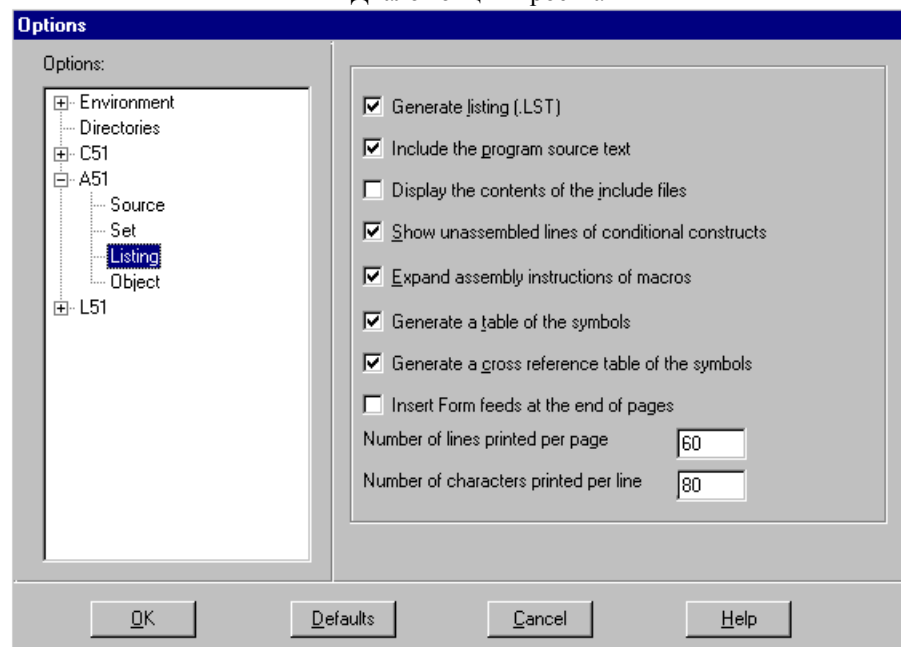 Options
Options:
Environment
Directories
C51
A51
Source
Set
Listing
Object
L51
Generate listing (.LST)
Include the program source text
Display the contents of the include files
Show unassembled lines of conditional constructs
Expand assembly instructions of macros
Generate a table of the symbols
Generate a cross reference table of the symbols
Insert Form feeds at the end of pages
Number of lines printed per page 60
Number of characters printed per line 80
OK Defaults Cancel Help